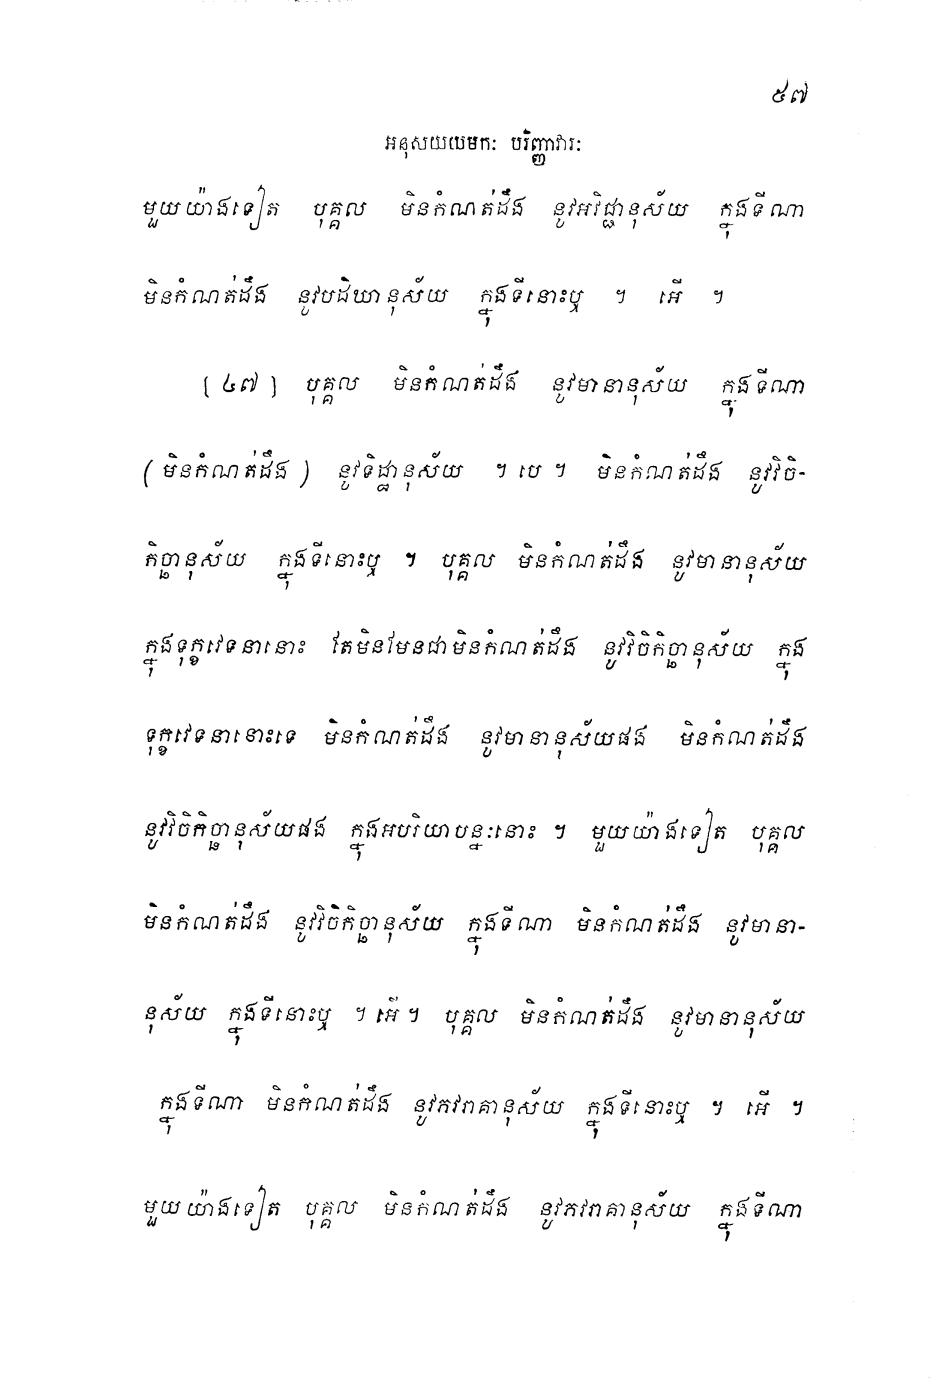 ៥៧
អនុសយយមកៈ បរិញ្ញាវារៈ
មួយយ៉ាងទៀត បុគ្គល មិនកំណត់ដឹង នូវអវិជ្ជានុស័យ ក្នុងទីណា
មិនកំណត់ដឹង នូវបដិឃានុស័យ ក្នុងទីនោះឬ ។ អើ ។
[៤៧] បុគ្គល មិនកំណត់ដឹង នូវមានានុស័យ ក្នុងទីណា
(មិនកំណត់ដឹង) នូវទិដ្ឋានុស័យ ។ បេ ។ មិនកំណត់ដឹង នូវវិចិ-
កិច្ឆានុស័យ ក្នុងទីនោះឬ ។ បុគ្គល មិនកំណត់ដឹង នូវមានានុស័យ
ក្នុងទុក្ខវេទនានោះ តែមិនមែនជាមិនកំណត់ដឹង នូវវិចិកិច្ឆានុស័យ ក្នុង
ទុក្ខវេទនានោះទេ មិនកំណត់ដឹង នូវមានានុស័យផង មិនកំណត់ដឹង
នូវវិចិកិច្ឆានុស័យផង ក្នុងអបរិយាបន្នៈនោះ ។ មួយយ៉ាងទៀត បុគ្គល
មិនកំណត់ដឹង នូវវិចិកិច្ឆានុស័យ ក្នុងទីណា មិនកំណត់ដឹង នូវមានា-
នុស័យ ក្នុងទីនោះឬ ។ អើ ។ បុគ្គល មិនកំណត់ដឹង នូវមានានុស័យ
ក្នុងទីណា មិនកំណត់ដឹង នូវភវរាគានុស័យ ក្នុងទីនោះឬ ។ អើ ។
មួយយ៉ាងទៀត បុគ្គល មិនកំណត់ដឹង នូវភវរាគានុស័យ ក្នុងទីណា